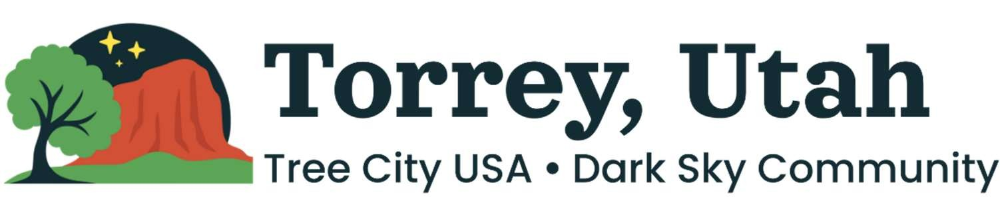 Torrey, Utah
Tree City USA • Dark Sky Community